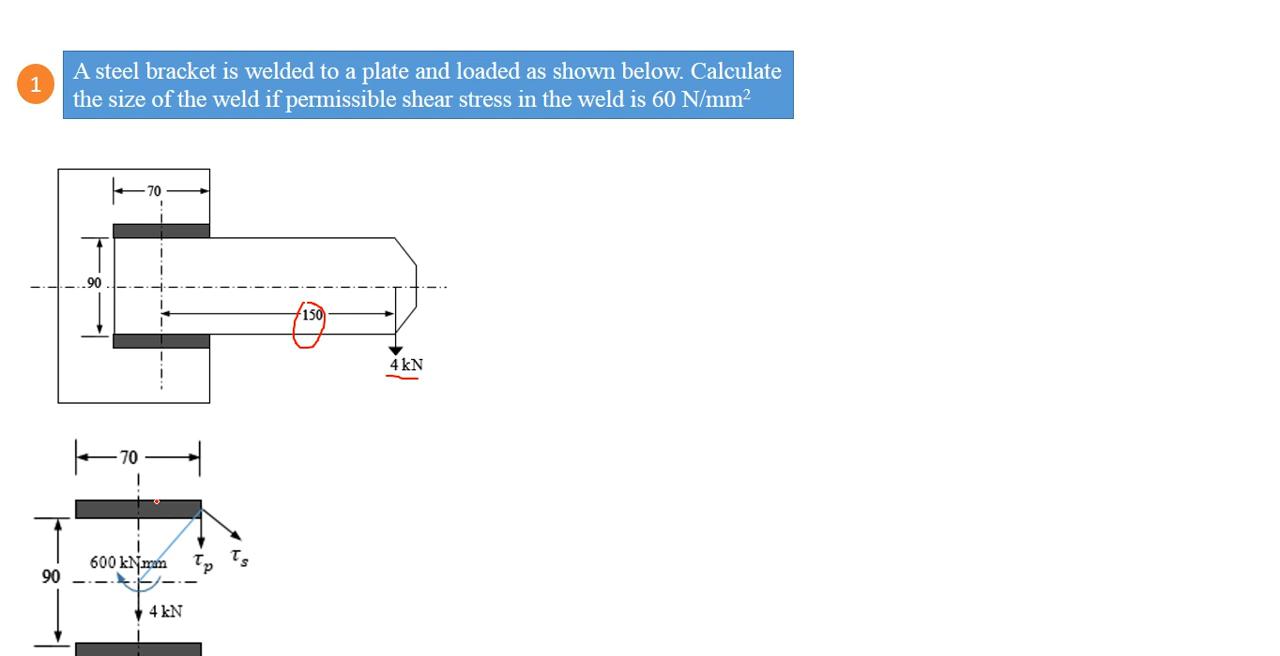 1
A steel bracket is welded to a plate and loaded as shown below. Calculate
the size of the weld if permissible shear stress in the weld is 60 N/mm²
70
90
150
4 kN
70
600 kN.mm
τp
τs
90
4 kN